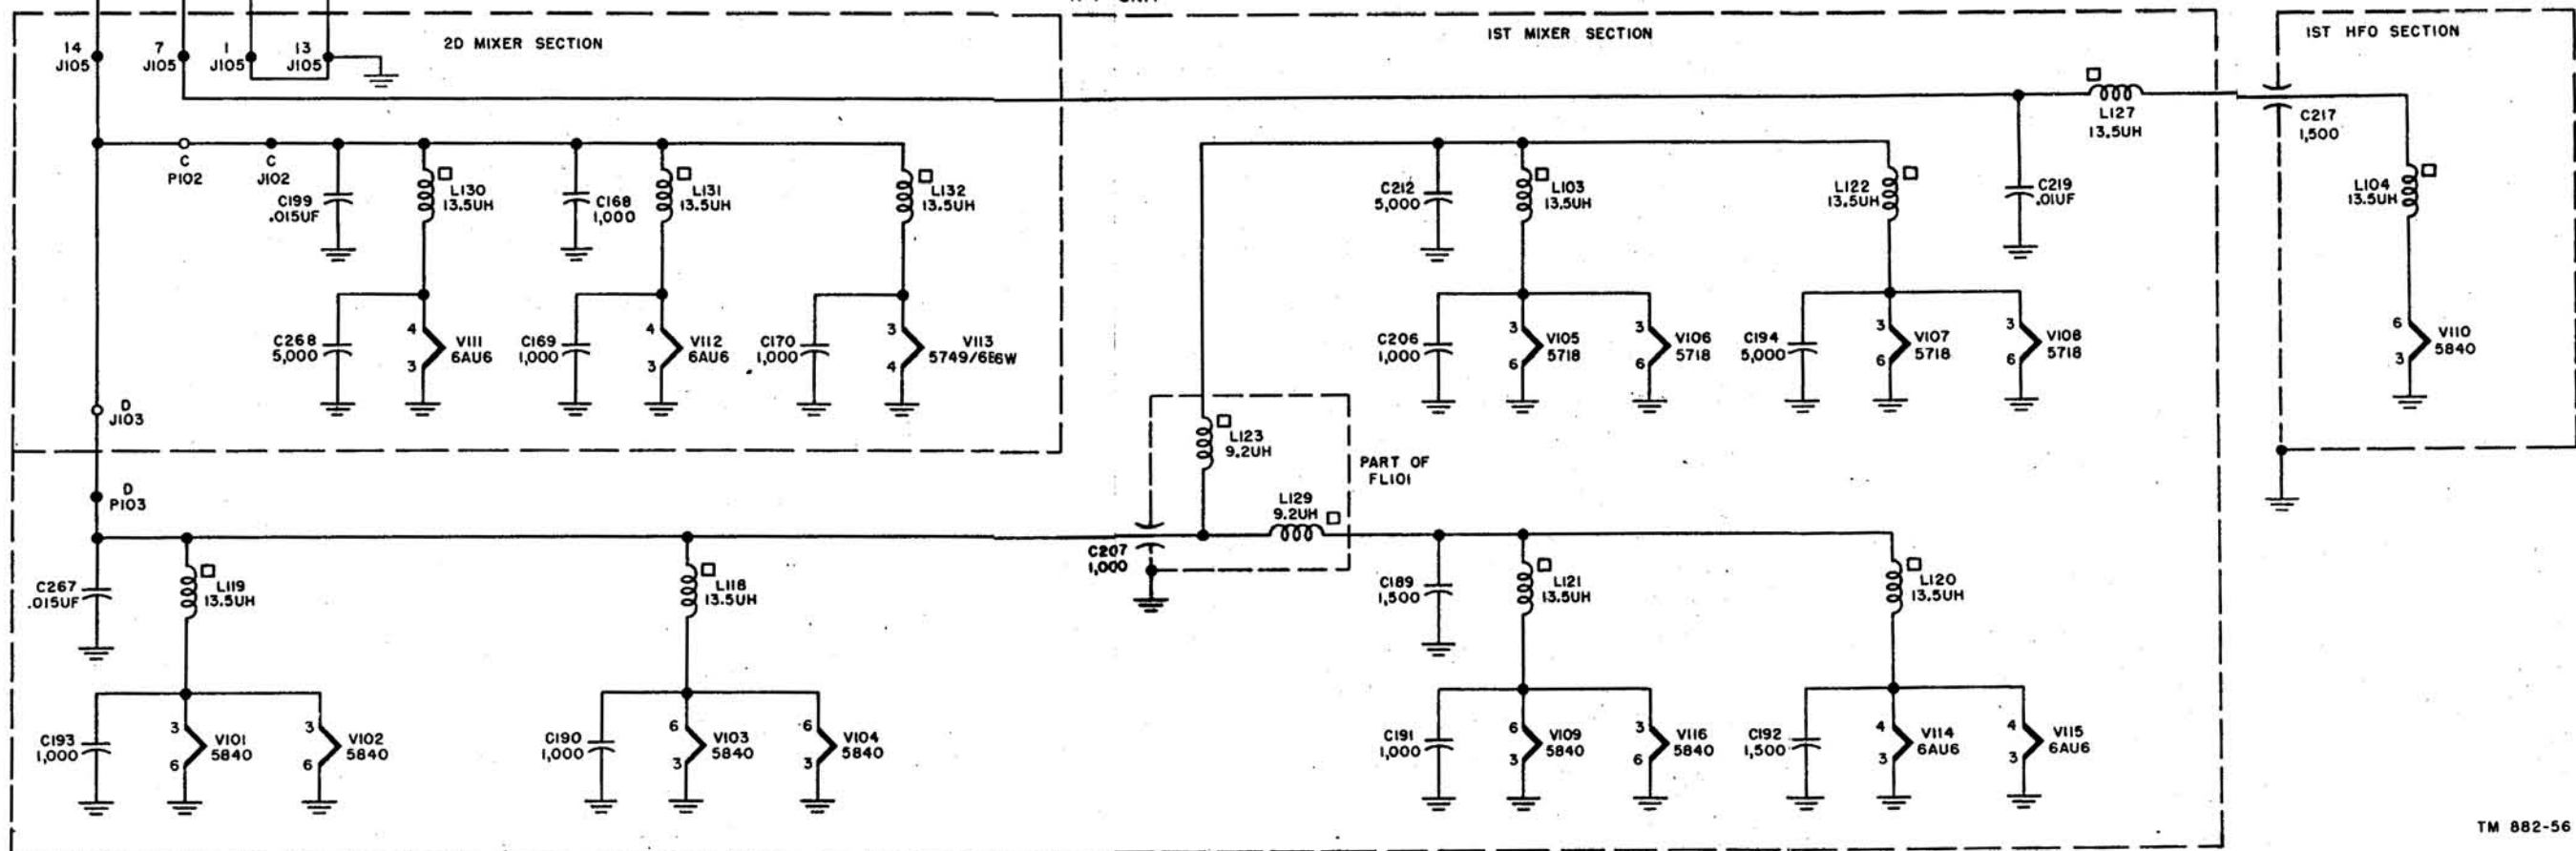 2D MIXER SECTION
1ST MIXER SECTION
1ST HFO SECTION
14
J105
7
J105
1
J105
13
J105
L127
13.5UH
C217
1,500
C
P102
C
J102
C199
.015UF
L130
13.5UH
C168
1,000
L131
13.5UH
L132
13.5UH
C212
5,000
L103
13.5UH
L122
13.5UH
C219
.01UF
L104
13.5UH
C268
5,000
4
3
V111
6AU6
C169
1,000
4
3
V112
6AU6
C170
1,000
3
4
V113
5749/6BE6W
C206
1,000
3
6
V105
5718
3
6
V106
5718
C194
5,000
3
6
V107
5718
3
6
V108
5718
6
3
V110
5840
D
J103
L123
9.2UH
PART OF
FL101
D
P103
L129
9.2UH
C207
1,000
C267
.015UF
L119
13.5UH
L118
13.5UH
C189
1,500
L121
13.5UH
L120
13.5UH
C193
1,000
3
6
V101
5840
3
6
V102
5840
C190
1,000
6
3
V103
5840
6
3
V104
5840
C191
1,000
6
3
V109
5840
3
6
V116
5840
C192
1,500
4
3
V114
6AU6
4
3
V115
6AU6
TM 882-56